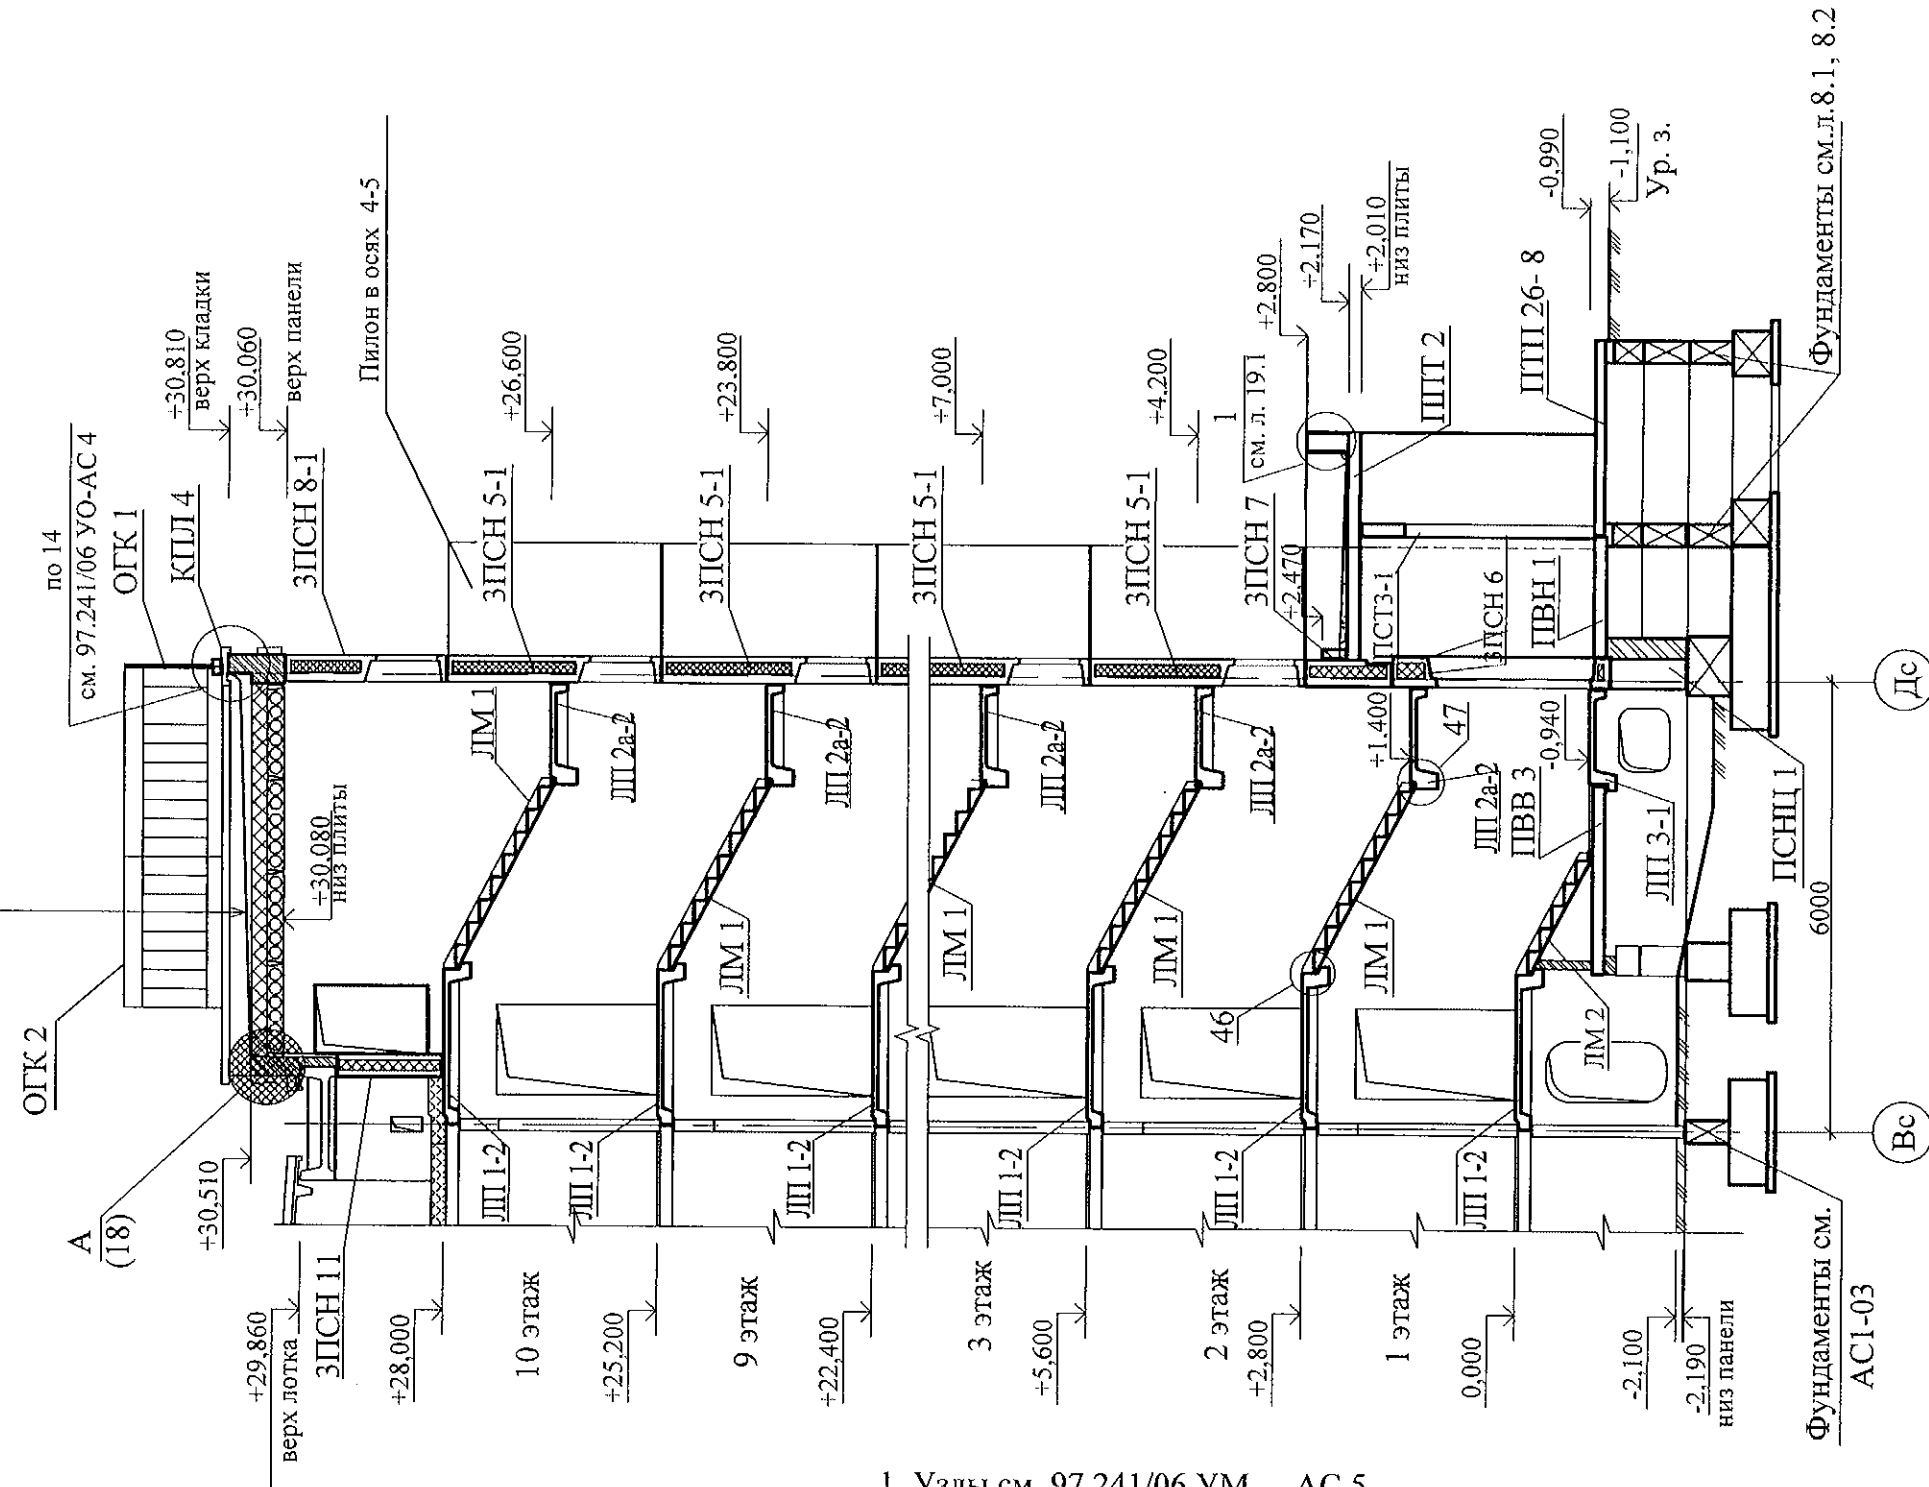 по 14
см. 97.241/06 УО-АС 4
ОГК 1
КПЛ 4
+30.810
верх кладки
+30.060
верх панели
3ПСН 8-1
Пилон в осях 4-5
ОГК 2
А
(18)
+30,510
+30.080
низ плиты
+29,860
верх лотка
3ПСН 11
+28,000
10 этаж
+25,200
9 этаж
+22,400
3 этаж
+5,600
2 этаж
+2,800
1 этаж
0,000
-2,100
-2,190
низ панели
ЛП 1-2
ЛП 1-2
ЛП 1-2
ЛП 1-2
ЛП 1-2
ЛП 1-2
ЛМ 1
ЛМ 1
ЛМ 1
ЛМ 1
ЛМ 1
ЛМ 2
46
47
ЛП 2а-2
ЛП 2а-2
ЛП 2а-2
ЛП 2а-2
ЛП 2а-2
3ПСН 5-1
3ПСН 5-1
3ПСН 5-1
3ПСН 5-1
+26,600
+23.800
+7,000
+4.200
3ПСН 7
+2.470
1
см. л. 19.1
+2.800
+2.170
+2,010
низ плиты
ПШТ 2
ПСТ3-1
3ПСН 6
ПВН 1
ПТП 26-8
-0,990
-1,100
Ур. з.
+1.400
-0,940
ПВВ 3
ЛП 3-1
ПСНЦ 1
6000
Дс
Вс
Фундаменты см.л.8.1, 8.2
Фундаменты см.
АС1-03
1. Узлы см. 97.241/06 УМ АС 5